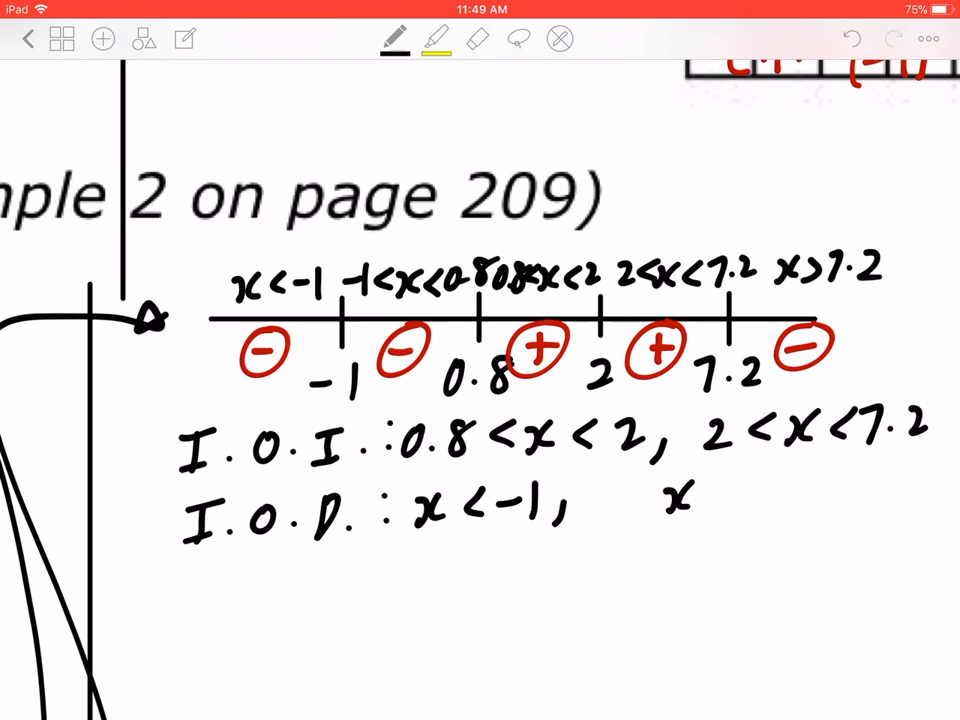 iPad 11:49 AM 75%
mple 2 on page 209)
x < -1 -1 < x < 0.8 0.8 < x < 2 2 < x < 7.2 x > 7.2
- - + + -
-1 0.8 2 7.2
I.O.I. : 0.8 < x < 2, 2 < x < 7.2
I.O.D. : x < -1, x